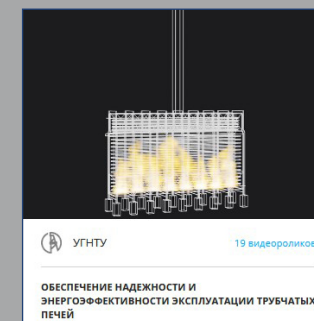 УГНТУ
19 видеороликов
ОБЕСПЕЧЕНИЕ НАДЕЖНОСТИ И
ЭНЕРГОЭФФЕКТИВНОСТИ ЭКСПЛУАТАЦИИ ТРУБЧАТЫХ
ПЕЧЕЙ